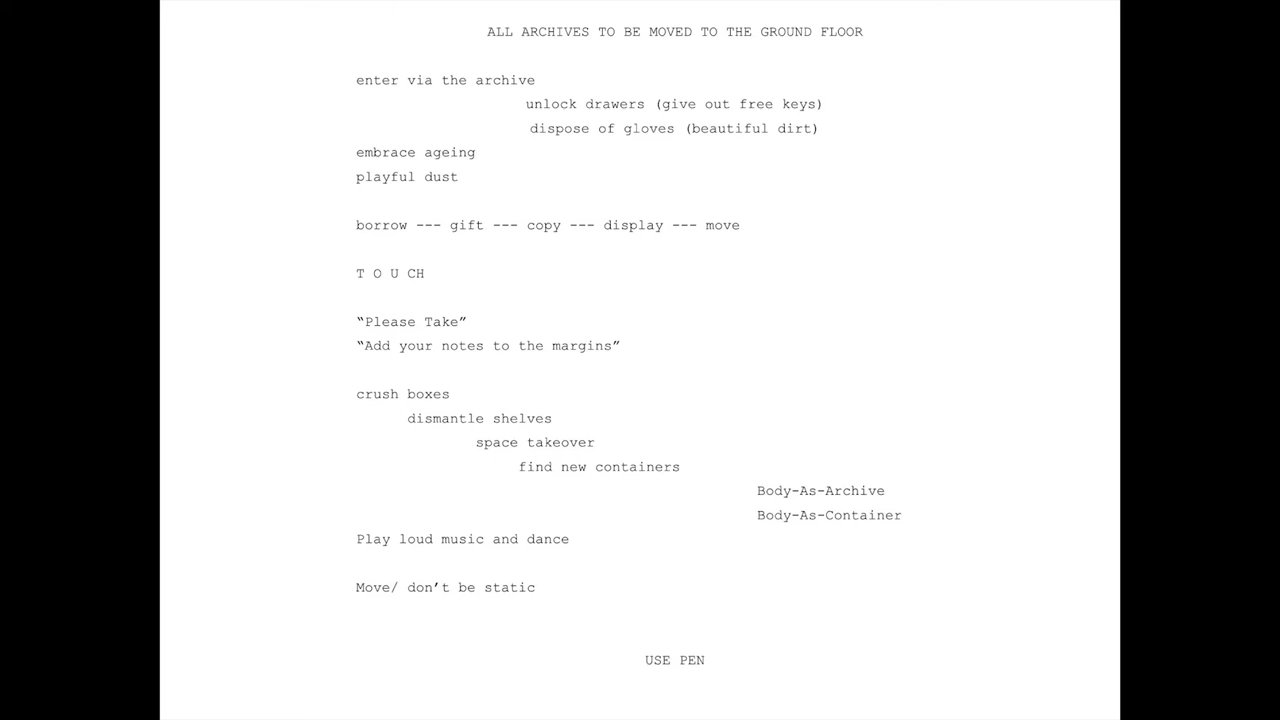 ALL ARCHIVES TO BE MOVED TO THE GROUND FLOOR
enter via the archive
unlock drawers (give out free keys)
dispose of gloves (beautiful dirt)
embrace ageing
playful dust
borrow --- gift --- copy --- display --- move
T O U CH
“Please Take”
“Add your notes to the margins”
crush boxes
dismantle shelves
space takeover
find new containers
Body-As-Archive
Body-As-Container
Play loud music and dance
Move/ don’t be static
USE PEN